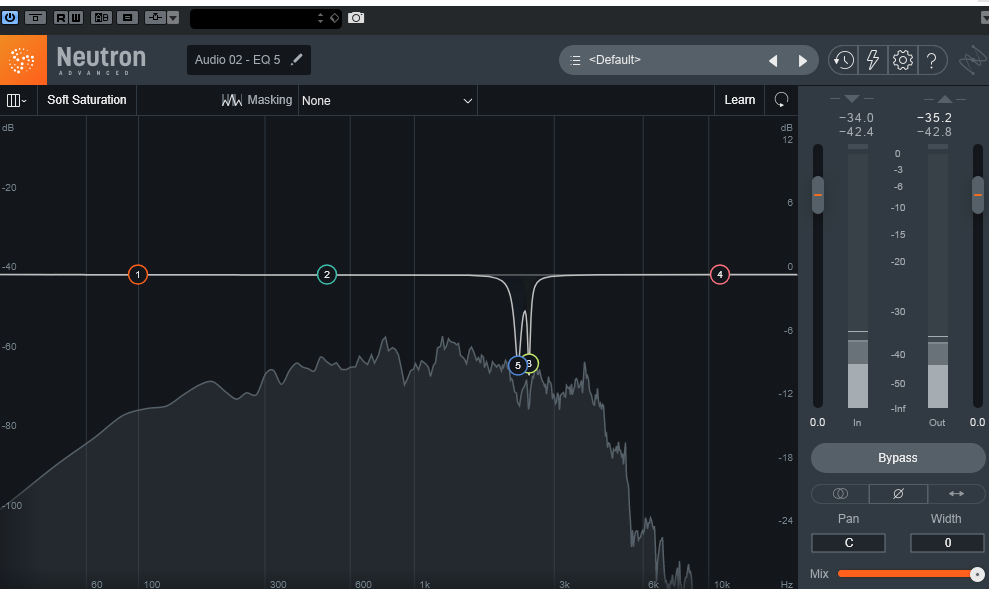 R W AB
Neutron
ADVANCED
Audio 02 - EQ 5
<Default>
?
Soft Saturation
Masking
None
Learn
-34.0
-42.4
-35.2
-42.8
dB
-20
-40
-60
-80
-100
dB
12
6
0
-6
-12
-18
-24
1
2
5
3
4
60
100
300
600
1k
3k
6k
10k
Hz
0
-3
-6
-10
-15
-20
-30
-40
-50
-Inf
0.0
In
Out
0.0
Bypass
Pan
Width
C
0
Mix